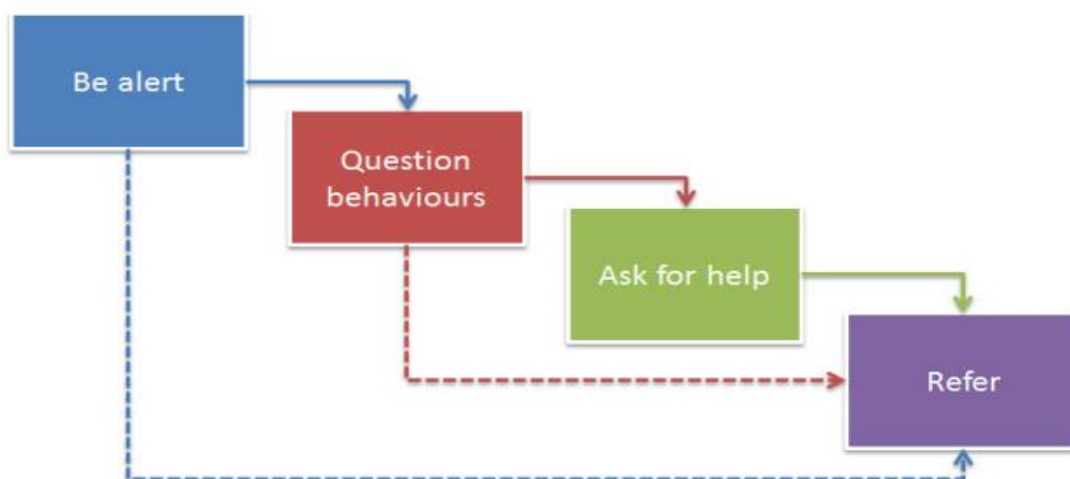 Be alert
Question
behaviours
Ask for help
Refer